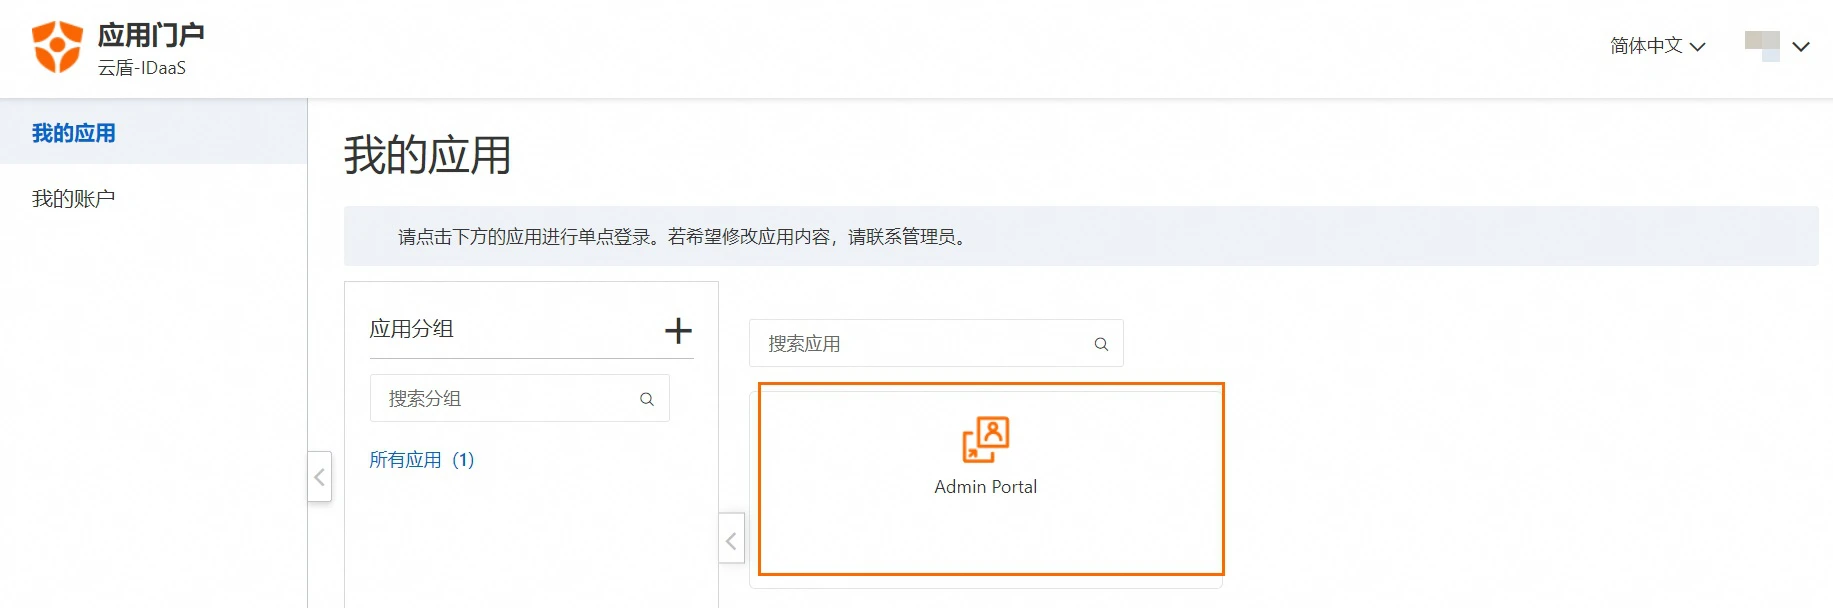 应用门户
云盾-IDaaS
简体中文
我的应用
我的账户
我的应用
请点击下方的应用进行单点登录。若希望修改应用内容，请联系管理员。
应用分组
搜索分组
所有应用（1）
搜索应用
Admin Portal